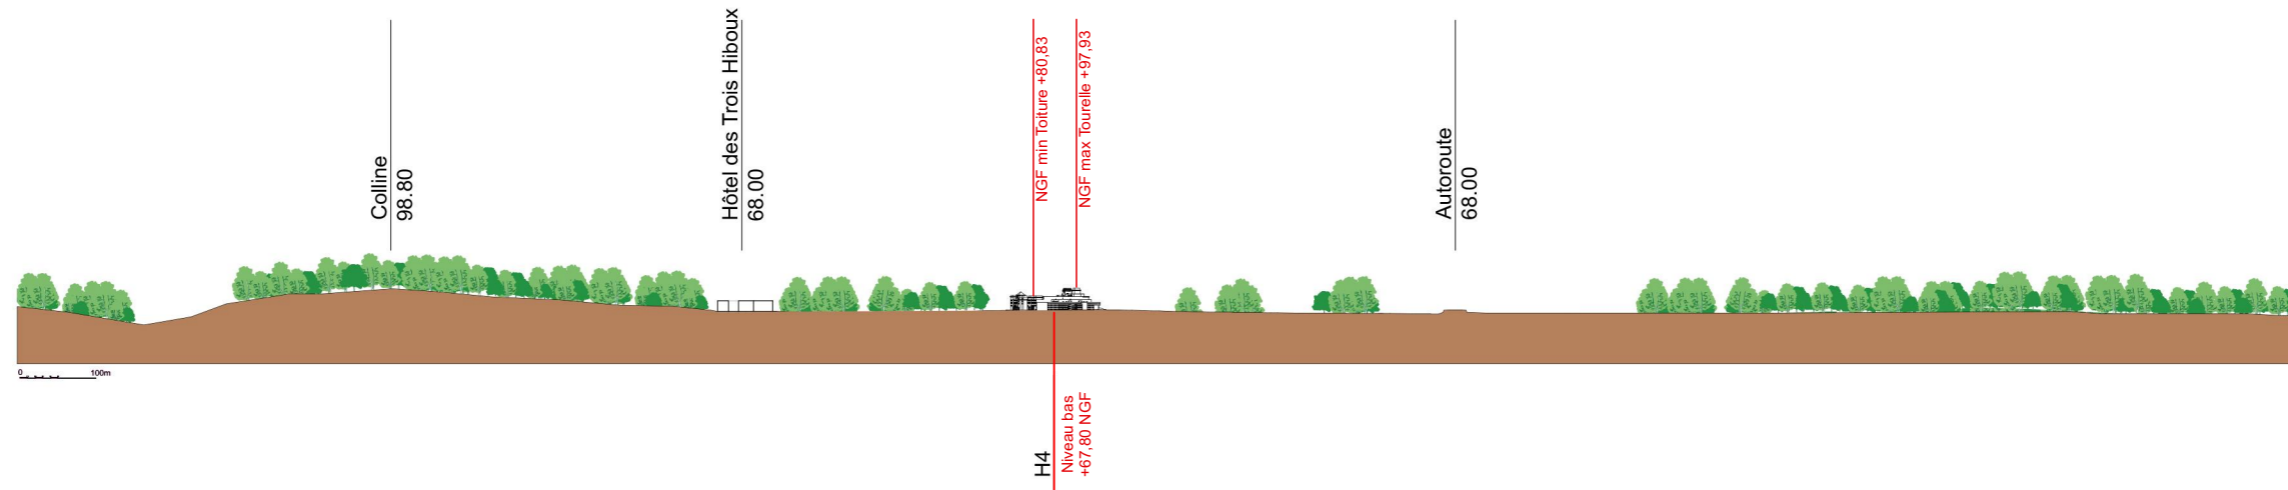 Colline
98.80
Hôtel des Trois Hiboux
68.00
NGF min Toiture +80,83
NGF max Tourelle +97,93
Autoroute
68.00
0
100m
H4
Niveau bas
+67,80 NGF